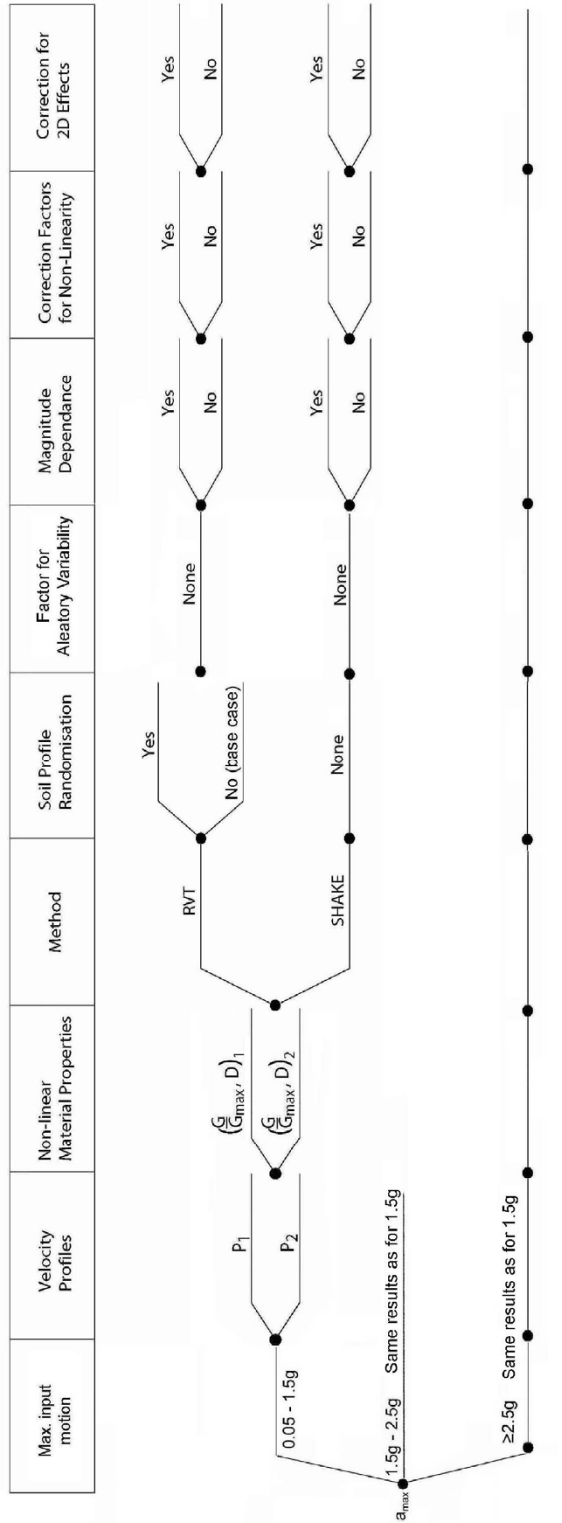 Max. input
motion
Velocity
Profiles
Non-linear
Material Properties
Method
Soil Profile
Randomisation
Factor for
Aleatory Variability
Magnitude
Dependance
Correction Factors
for Non-Linearity
Correction for
2D Effects
a_max
0.05 - 1.5g
P₁
P₂
(G/G_max, D)₁
(G/G_max, D)₂
RVT
Yes
No (base case)
None
Yes
No
Yes
No
Yes
No
SHAKE
None
None
Yes
No
Yes
No
Yes
No
1.5g - 2.5g Same results as for 1.5g
≥2.5g Same results as for 1.5g